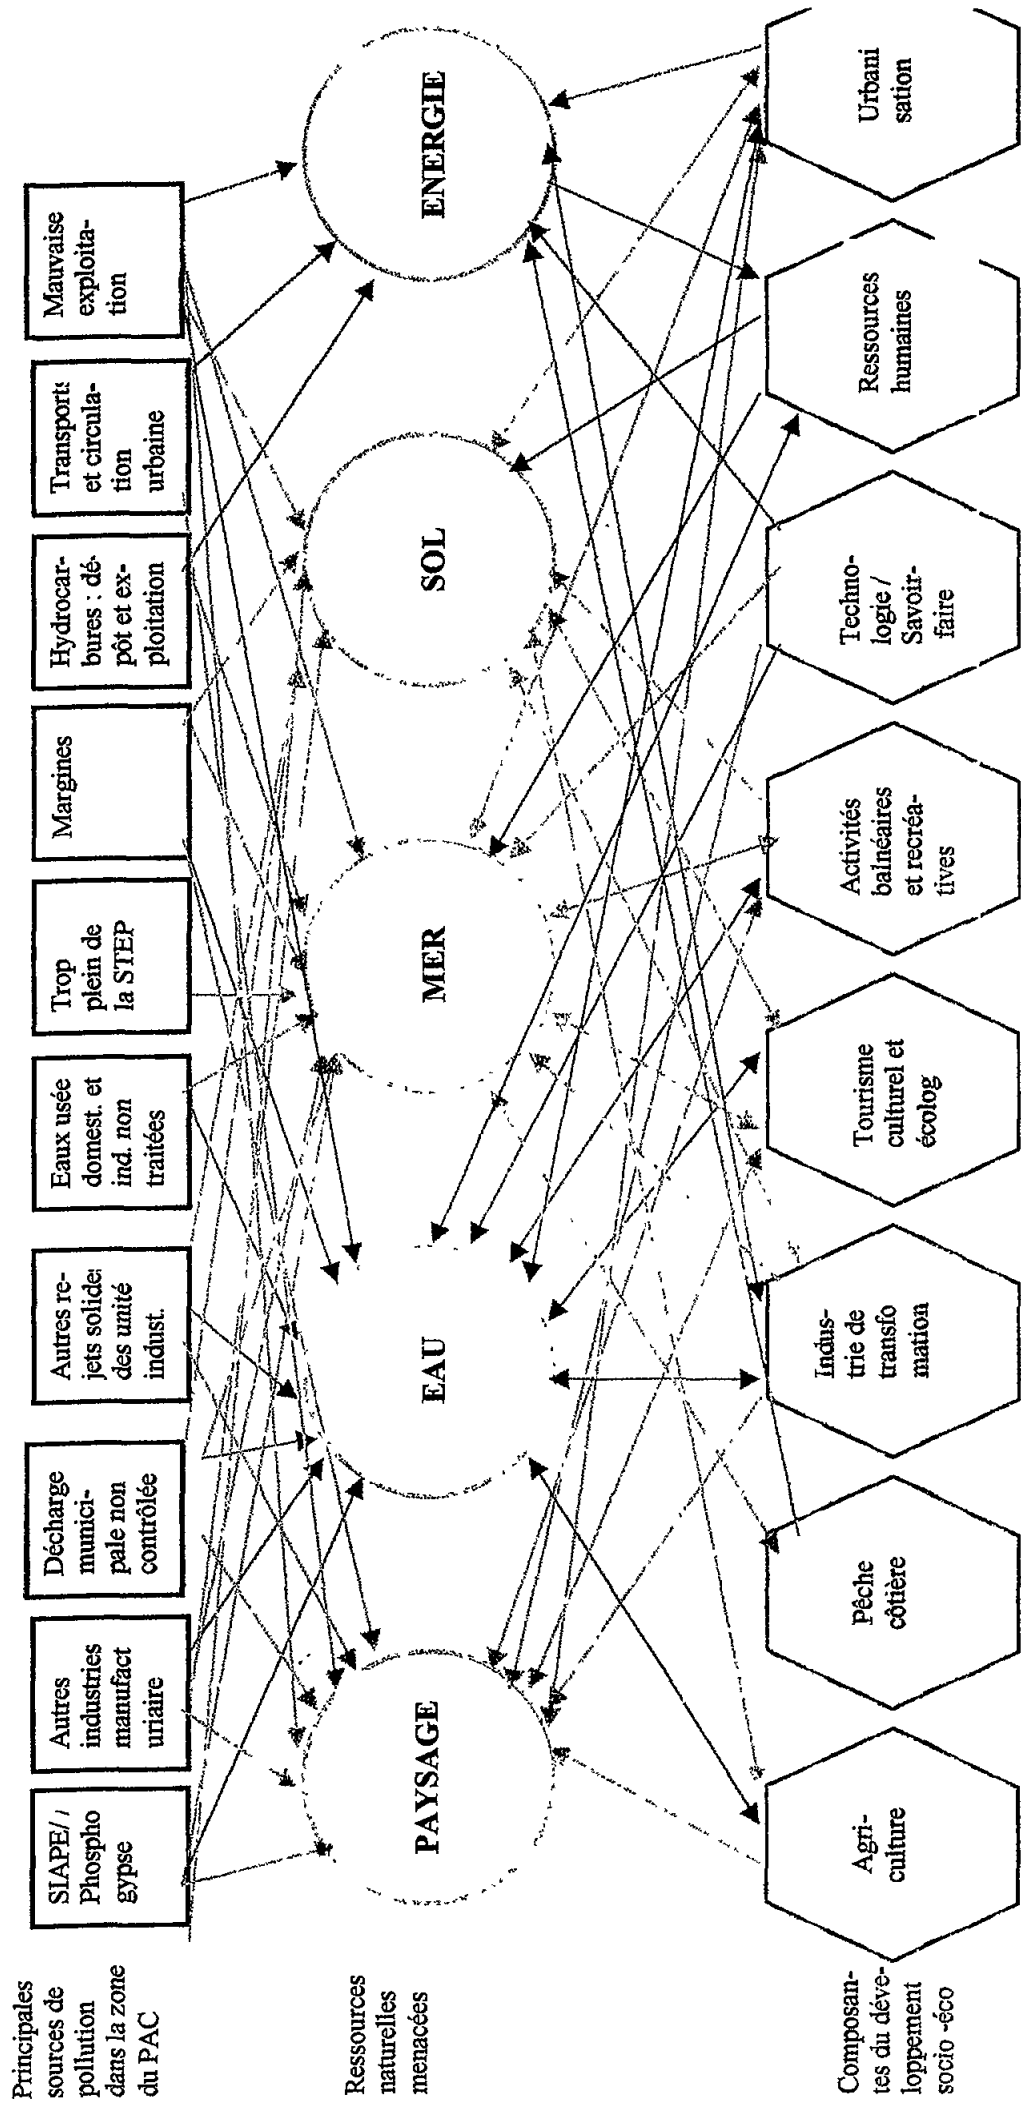 Principales
sources de
pollution
dans la zone
du PAC
SIAPE/
Phospho
gypse
Autres
industries
manufact
uriaire
Décharge
munici-
pale non
contrôlée
Autres re-
jets solides
des unité
indust.
Eaux usée
domest. et
ind. non
traitées
Trop
plein de
la STEP
Margines
Hydrocar-
bures : dé-
pôt et ex-
ploitation
Transports
et circula-
tion
urbaine
Mauvaise
exploita-
tion
Ressources
naturelles
menacées
PAYSAGE
EAU
MER
SOL
ENERGIE
Composan-
tes du déve-
loppement
socio -éco
Agri-
culture
Pêche
côtière
Indus-
trie de
transfo
mation
Tourisme
culturel et
écolog
Activités
balnéaires
et recréa-
tives
Techno-
logie /
Savoir-
faire
Ressources
humaines
Urbani
sation